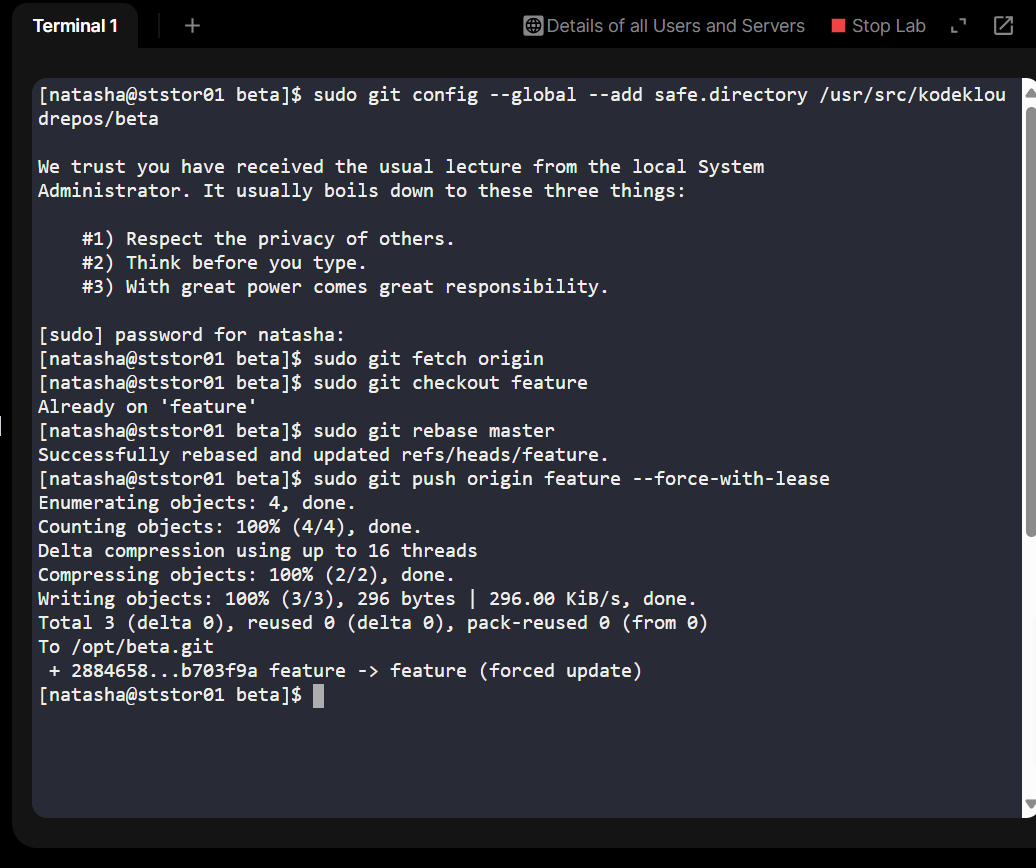 Terminal 1
+
Details of all Users and Servers
Stop Lab
[natasha@ststor01 beta]$ sudo git config --global --add safe.directory /usr/src/kodeklou
drepos/beta
We trust you have received the usual lecture from the local System
Administrator. It usually boils down to these three things:
#1) Respect the privacy of others.
#2) Think before you type.
#3) With great power comes great responsibility.
[sudo] password for natasha:
[natasha@ststor01 beta]$ sudo git fetch origin
[natasha@ststor01 beta]$ sudo git checkout feature
Already on 'feature'
[natasha@ststor01 beta]$ sudo git rebase master
Successfully rebased and updated refs/heads/feature.
[natasha@ststor01 beta]$ sudo git push origin feature --force-with-lease
Enumerating objects: 4, done.
Counting objects: 100% (4/4), done.
Delta compression using up to 16 threads
Compressing objects: 100% (2/2), done.
Writing objects: 100% (3/3), 296 bytes | 296.00 KiB/s, done.
Total 3 (delta 0), reused 0 (delta 0), pack-reused 0 (from 0)
To /opt/beta.git
+ 2884658...b703f9a feature -> feature (forced update)
[natasha@ststor01 beta]$